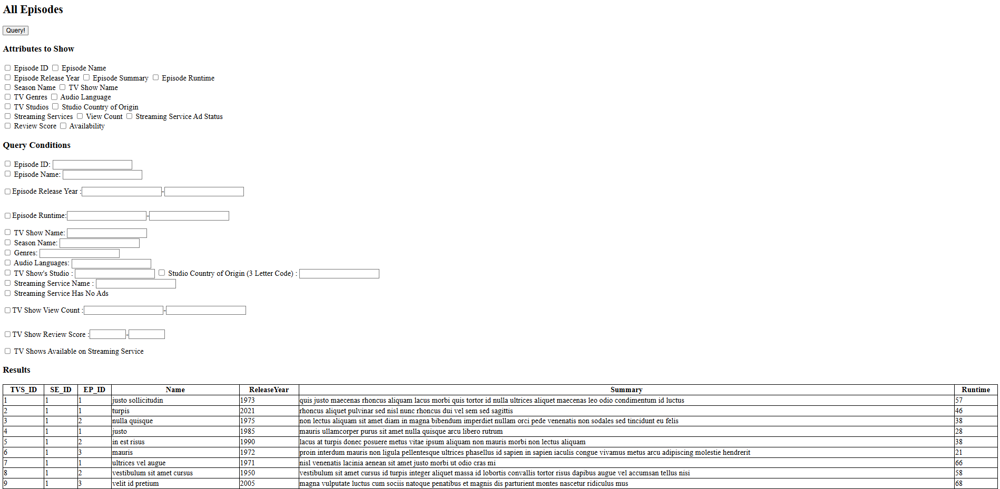 All Episodes
Query!
Attributes to Show
Episode ID Episode Name
Episode Release Year Episode Summary Episode Runtime
Season Name TV Show Name
TV Genres Audio Language
TV Studios Studio Country of Origin
Streaming Services View Count Streaming Service Ad Status
Review Score Availability
Query Conditions
Episode ID:
Episode Name:
Episode Release Year : -
Episode Runtime: -
TV Show Name:
Season Name:
Genres:
Audio Languages:
TV Show's Studio : Studio Country of Origin (3 Letter Code) :
Streaming Service Name :
Streaming Service Has No Ads
TV Show View Count : -
TV Show Review Score : -
TV Shows Available on Streaming Service
Results
TVS_ID SE_ID EP_ID Name ReleaseYear Summary Runtime
1 1 1 justo sollicitudin 1973 quis justo maecenas rhoncus aliquam lacus morbi quis tortor id nulla ultrices aliquet maecenas leo odio condimentum id luctus 57
2 1 1 turpis 2021 rhoncus aliquet pulvinar sed nisl nunc rhoncus dui vel sem sed sagittis 46
3 1 2 nulla quisque 1975 non lectus aliquam sit amet diam in magna bibendum imperdiet nullam orci pede venenatis non sodales sed tincidunt eu felis 38
4 1 1 justo 1985 mauris ullamcorper purus sit amet nulla quisque arcu libero rutrum 28
5 1 2 in est risus 1990 lacus at turpis donec posuere metus vitae ipsum aliquam non mauris morbi non lectus aliquam 38
6 1 3 mauris 1972 proin interdum mauris non ligula pellentesque ultrices phasellus id sapien in sapien iaculis congue vivamus metus arcu adipiscing molestie hendrerit 21
7 1 1 ultrices vel augue 1971 nisl venenatis lacinia aenean sit amet justo morbi ut odio cras mi 66
8 1 2 vestibulum sit amet cursus 1950 vestibulum sit amet cursus id turpis integer aliquet massa id lobortis convallis tortor risus dapibus augue vel accumsan tellus nisi 58
9 1 3 velit id pretium 2005 magna vulputate luctus cum sociis natoque penatibus et magnis dis parturient montes nascetur ridiculus mus 68